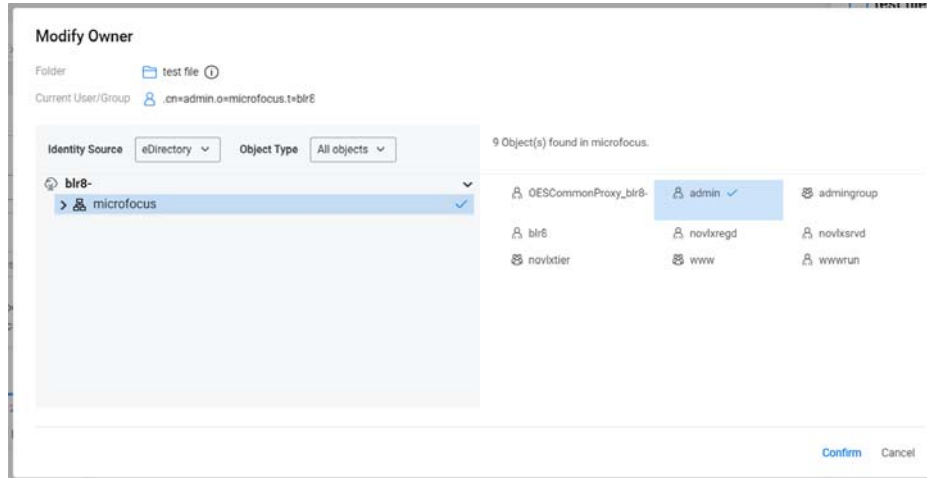 Modify Owner
Folder test file
Current User/Group .cn=admin.o=microfocus.t=blr8
Identity Source eDirectory Object Type All objects
9 Object(s) found in microfocus.
blr8-
microfocus
OESCommonProxy_blr8- admin admingroup
blr8 novlxregd novlxsrvd
novlxtier www wwwrun
Confirm Cancel